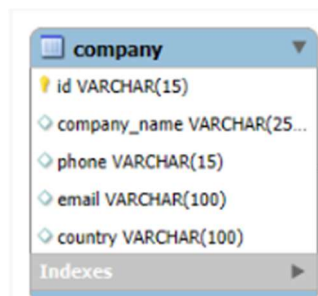 company
id VARCHAR(15)
company_name VARCHAR(25...
phone VARCHAR(15)
email VARCHAR(100)
country VARCHAR(100)
Indexes